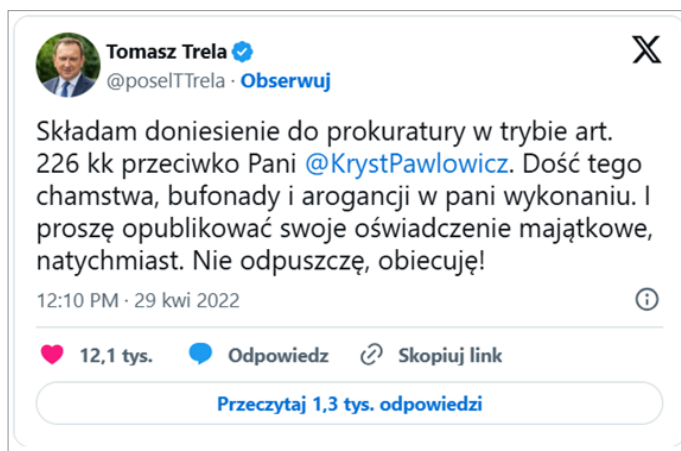 Tomasz Trela
@poselTTrela · Obserwuj
Składam doniesienie do prokuratury w trybie art.
226 kk przeciwko Pani @KrystPawlowicz. Dość tego
chamstwa, bufonady i arogancji w pani wykonaniu. I
proszę opublikować swoje oświadczenie majątkowe,
natychmiast. Nie odpuszczę, obiecuję!
12:10 PM · 29 kwi 2022
12,1 tys. Odpowiedz Skopiuj link
Przeczytaj 1,3 tys. odpowiedzi